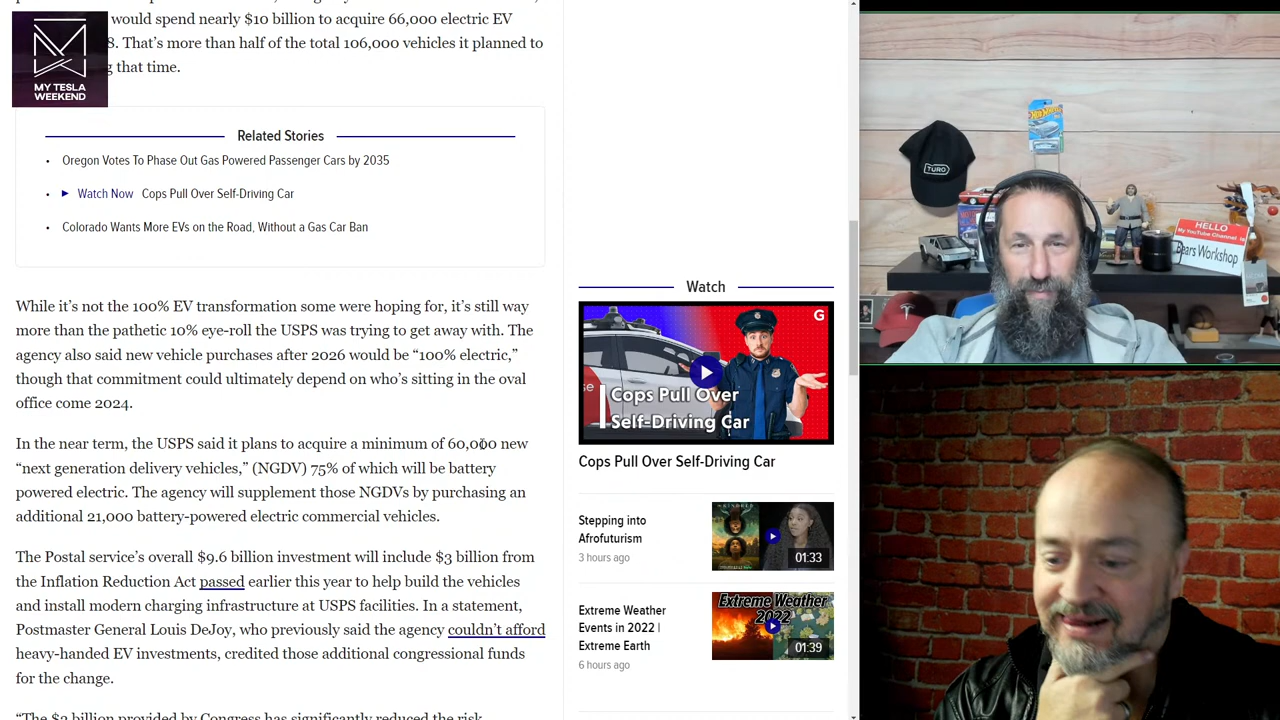 would spend nearly $10 billion to acquire 66,000 electric EV
8. That's more than half of the total 106,000 vehicles it planned to
g that time.
MY TESLA
WEEKEND
Related Stories
• Oregon Votes To Phase Out Gas Powered Passenger Cars by 2035
• Watch Now Cops Pull Over Self-Driving Car
• Colorado Wants More EVs on the Road, Without a Gas Car Ban
While it's not the 100% EV transformation some were hoping for, it's still way
more than the pathetic 10% eye-roll the USPS was trying to get away with. The
agency also said new vehicle purchases after 2026 would be “100% electric,”
though that commitment could ultimately depend on who's sitting in the oval
office come 2024.
In the near term, the USPS said it plans to acquire a minimum of 60,000 new
“next generation delivery vehicles,” (NGDV) 75% of which will be battery
powered electric. The agency will supplement those NGDVs by purchasing an
additional 21,000 battery-powered electric commercial vehicles.
The Postal service's overall $9.6 billion investment will include $3 billion from
the Inflation Reduction Act passed earlier this year to help build the vehicles
and install modern charging infrastructure at USPS facilities. In a statement,
Postmaster General Louis DeJoy, who previously said the agency couldn't afford
heavy-handed EV investments, credited those additional congressional funds
for the change.
“The $3 billion provided by Congress has significantly reduced the risk
Watch
G
Cops Pull Over
Self-Driving Car
Cops Pull Over Self-Driving Car
Stepping into
Afrofuturism
3 hours ago
01:33
Extreme Weather
Events in 2022 |
Extreme Earth
6 hours ago
Extreme Weather
2022
01:39
Hot Wheels
TURO
HELLO
My YouTube Channel is
Bears Workshop